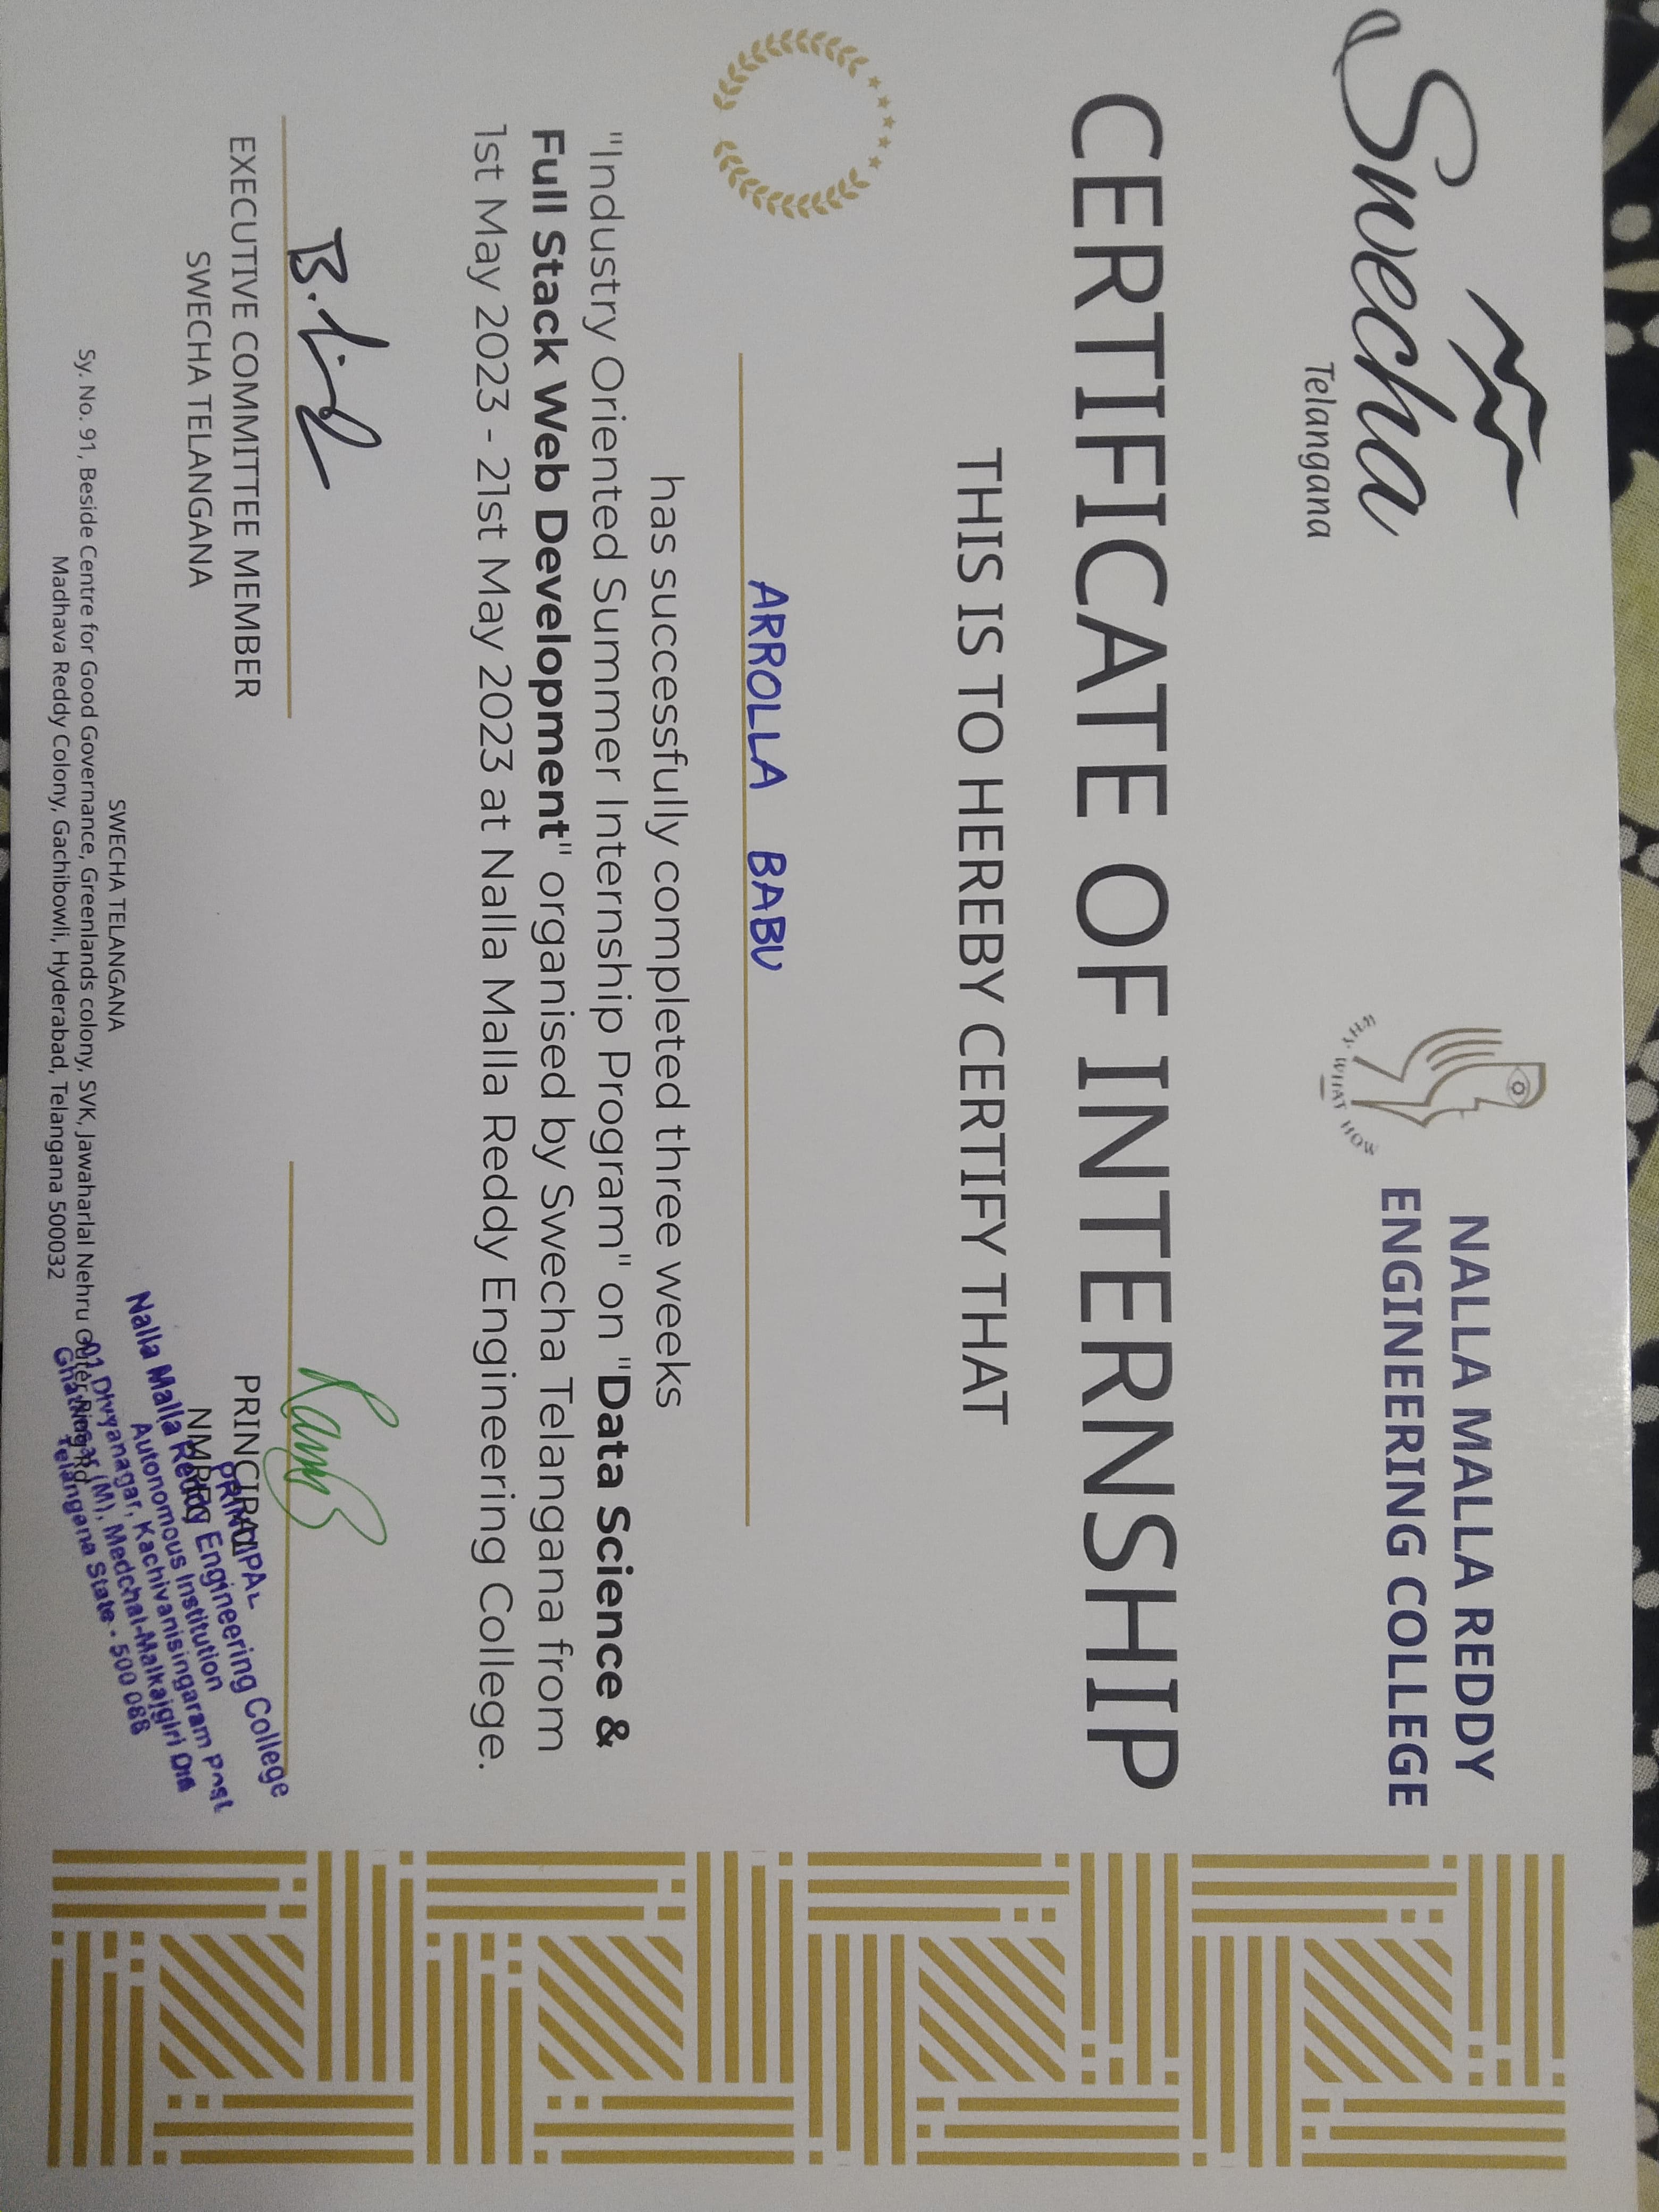 Swecha
Telangana
WHY WHAT HOW
NALLA MALLA REDDY
ENGINEERING COLLEGE
CERTIFICATE OF INTERNSHIP
THIS IS TO HEREBY CERTIFY THAT
ARROLLA BABU
has successfully completed three weeks
"Industry Oriented Summer Internship Program" on "Data Science &
Full Stack Web Development" organised by Swecha Telangana from
1st May 2023 - 21st May 2023 at Nalla Malla Reddy Engineering College.
EXECUTIVE COMMITTEE MEMBER
SWECHA TELANGANA
PRINCIPAL
NMREC
PRINCIPAL
Nalla Malla Reddy Engineering College
Autonomous Institution
Divyanagar, Kachivanisingaram Post
(M), Medchal-Malkajgiri Dis
Telangana State - 500 088
SWECHA TELANGANA
Sy. No. 91, Beside Centre for Good Governance, Greenlands colony, SVK, Jawaharlal Nehru Outer Ring Rd,
Madhava Reddy Colony, Gachibowli, Hyderabad, Telangana 500032